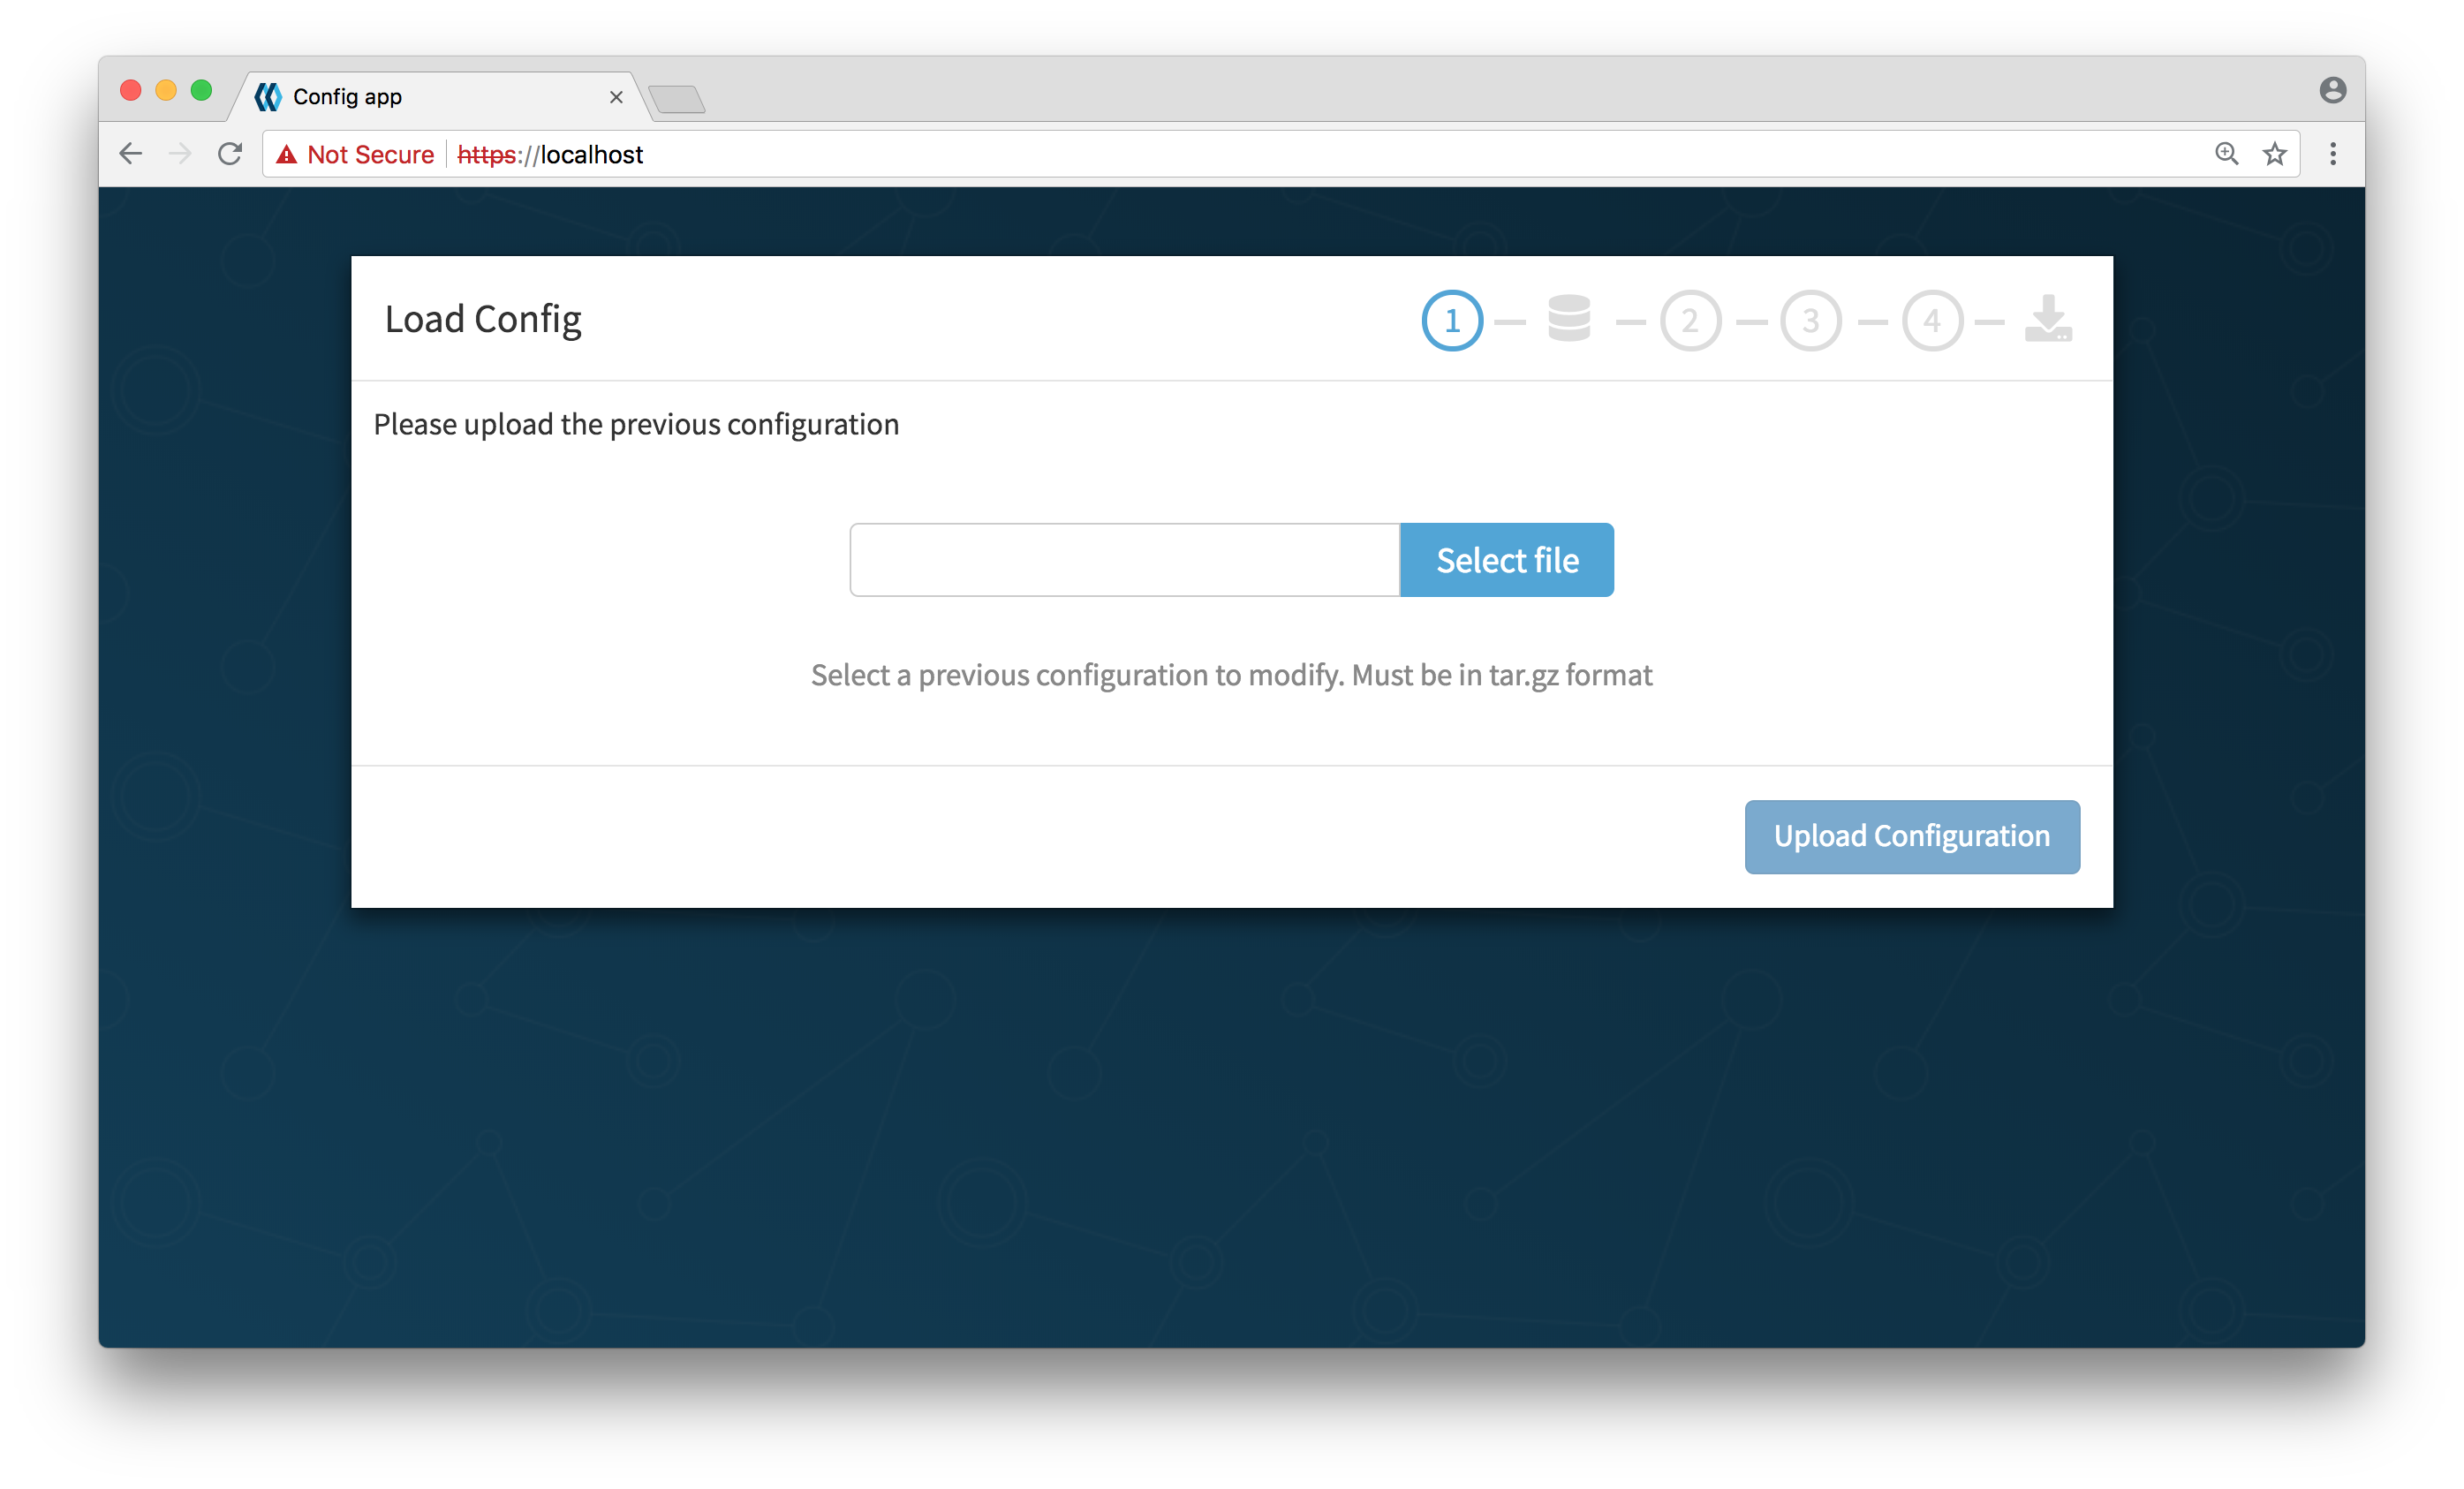 Config app
Not Secure https://localhost
Load Config
1 2 3 4
Please upload the previous configuration
Select file
Select a previous configuration to modify. Must be in tar.gz format
Upload Configuration